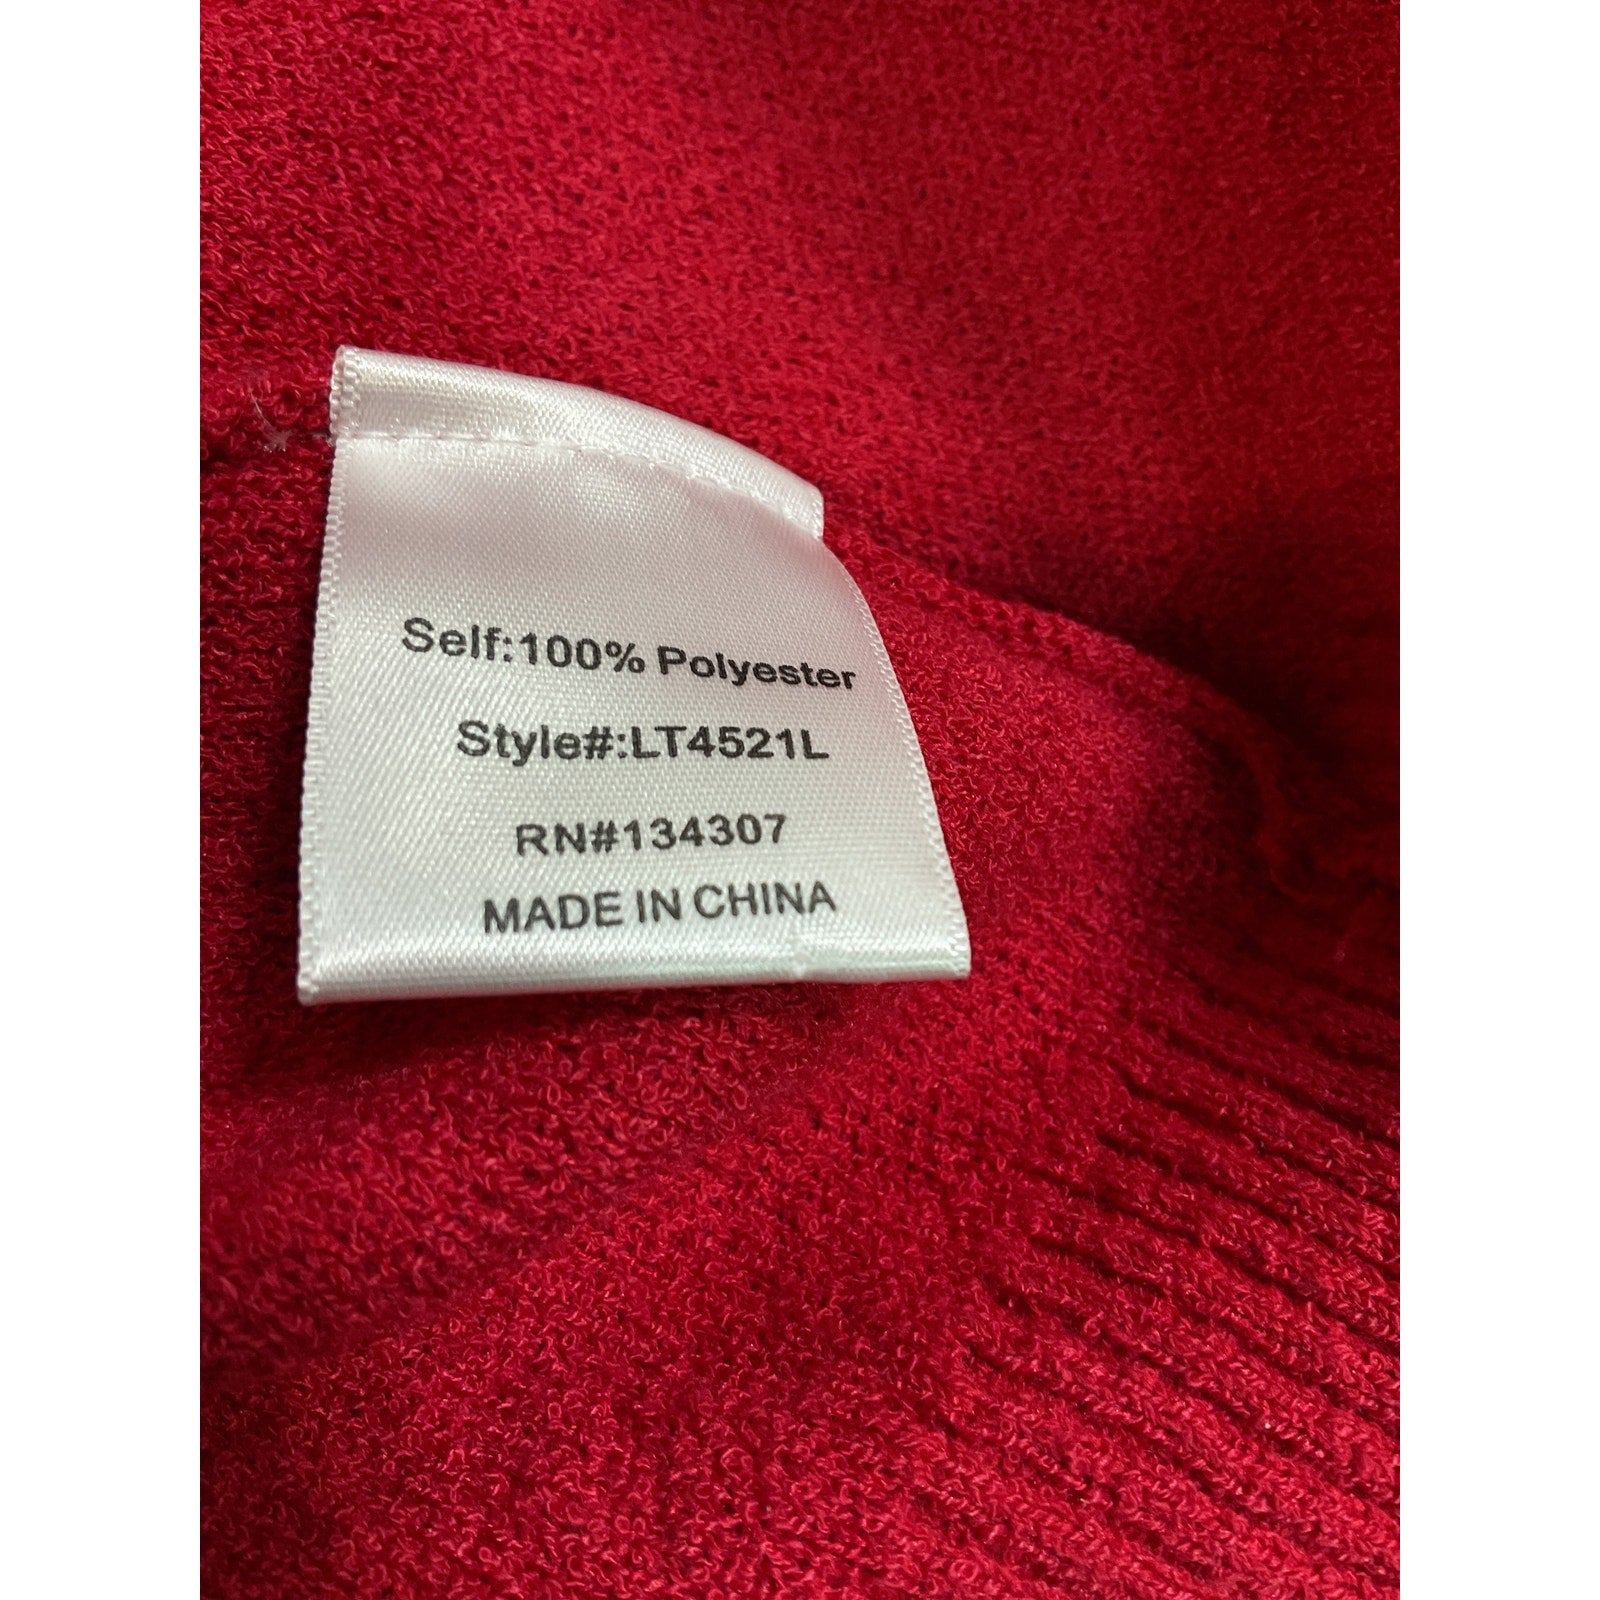 Self:100% Polyester
Style#:LT4521L
RN#134307
MADE IN CHINA